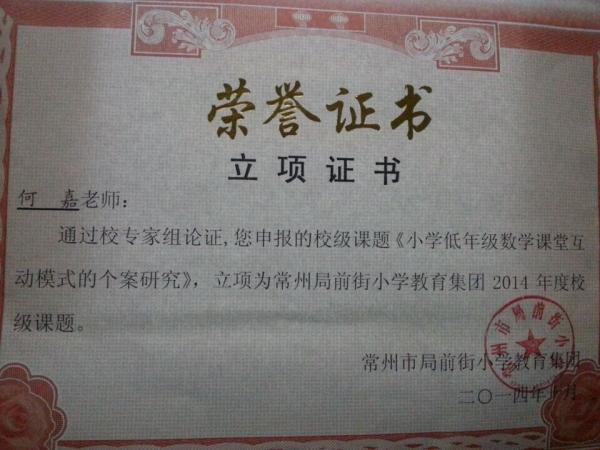 荣誉证书
立项证书
何 嘉老师：
通过校专家组论证，您申报的校级课题《小学低年级数学课堂互
动模式的个案研究》，立项为常州局前街小学教育集团 2014 年度校
级课题。
常州市局前街小学教育集团
二〇一四年 月